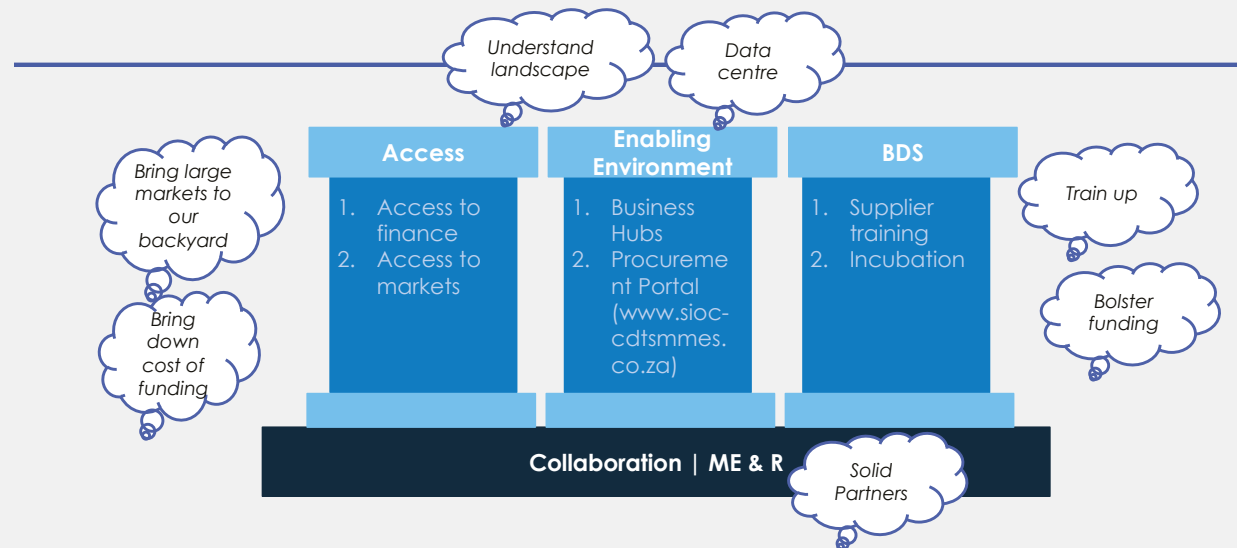 Understand
landscape
Data
centre
Bring large
markets to
our
backyard
Bring
down
cost of
funding
Access
1. Access to
finance
2. Access to
markets
Enabling
Environment
1. Business
Hubs
2. Procureme
nt Portal
(www.sioc-
cdtsmmes.
co.za)
BDS
1. Supplier
training
2. Incubation
Train up
Bolster
funding
Collaboration | ME & R
Solid
Partners